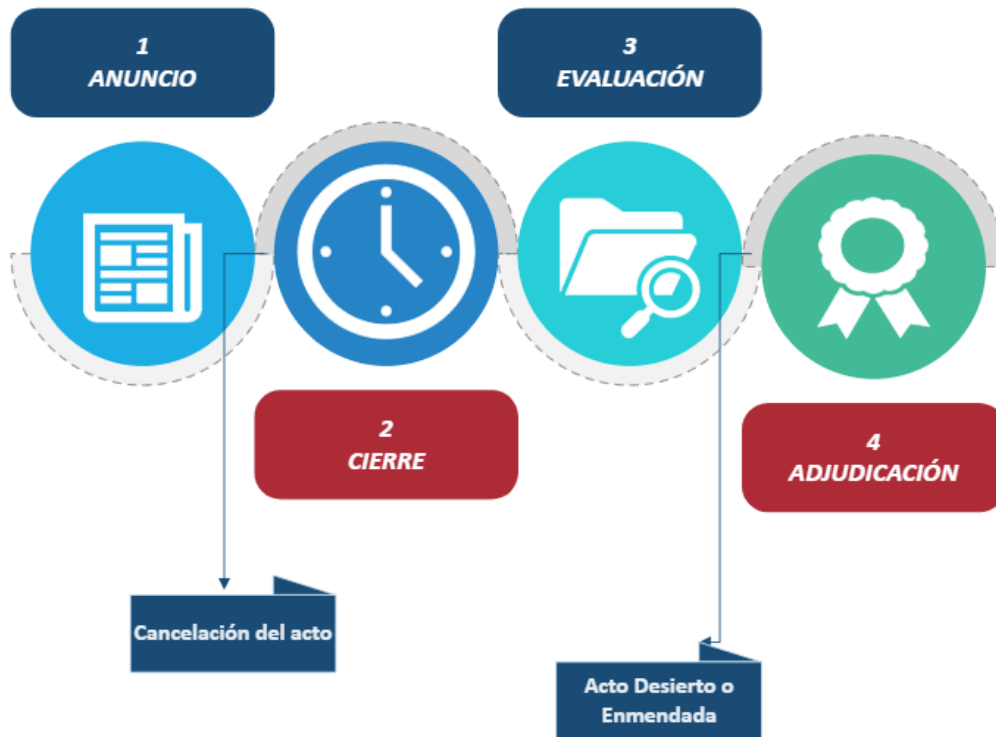 1
ANUNCIO
3
EVALUACIÓN
2
CIERRE
4
ADJUDICACIÓN
Cancelación del acto
Acto Desierto o
Enmendada